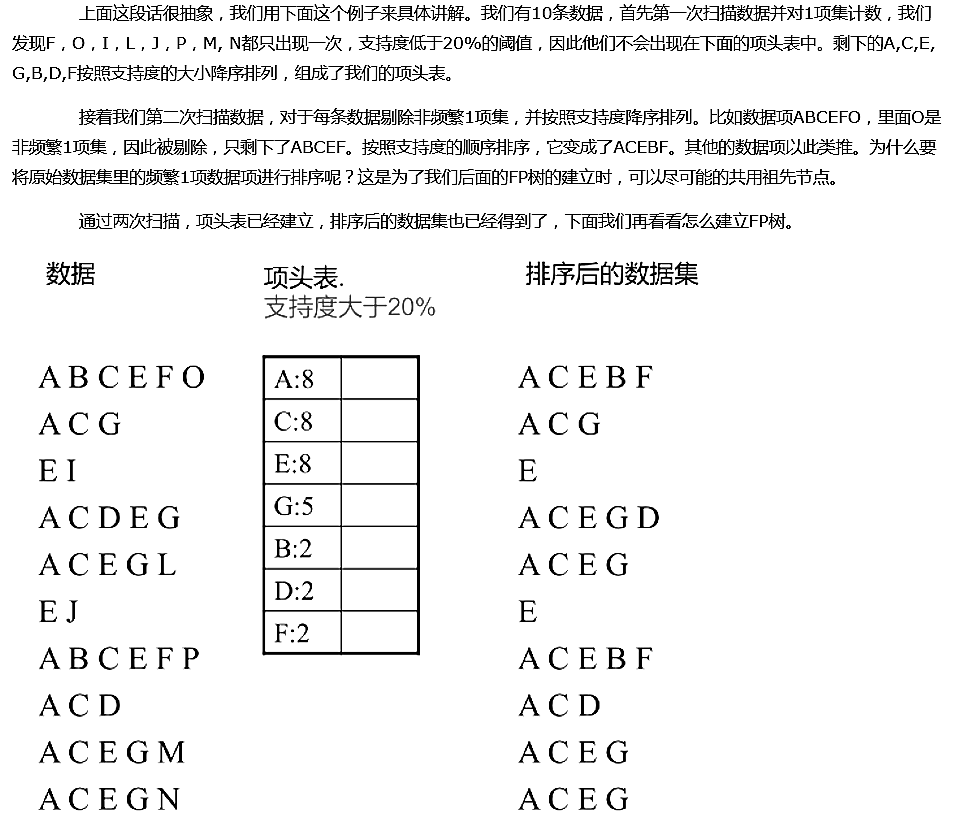 上面这段话很抽象，我们用下面这个例子来具体讲解。我们有10条数据，首先第一次扫描数据并对1项集计数，我们
发现F，O，I，L，J，P，M, N都只出现一次，支持度低于20%的阈值，因此他们不会出现在下面的项头表中。剩下的A,C,E,
G,B,D,F按照支持度的大小降序排列，组成了我们的项头表。
接着我们第二次扫描数据，对于每条数据剔除非频繁1项集，并按照支持度降序排列。比如数据项ABCEFO，里面O是
非频繁1项集，因此被剔除，只剩下了ABCEF。按照支持度的顺序排序，它变成了ACEBF。其他的数据项以此类推。为什么要
将原始数据集里的频繁1项数据项进行排序呢？这是为了我们后面的FP树的建立时，可以尽可能的共用祖先节点。
通过两次扫描，项头表已经建立，排序后的数据集也已经得到了，下面我们再看看怎么建立FP树。
数据
A B C E F O
A C G
E I
A C D E G
A C E G L
E J
A B C E F P
A C D
A C E G M
A C E G N
项头表.
支持度大于20%
A:8
C:8
E:8
G:5
B:2
D:2
F:2
排序后的数据集
A C E B F
A C G
E
A C E G D
A C E G
E
A C E B F
A C D
A C E G
A C E G